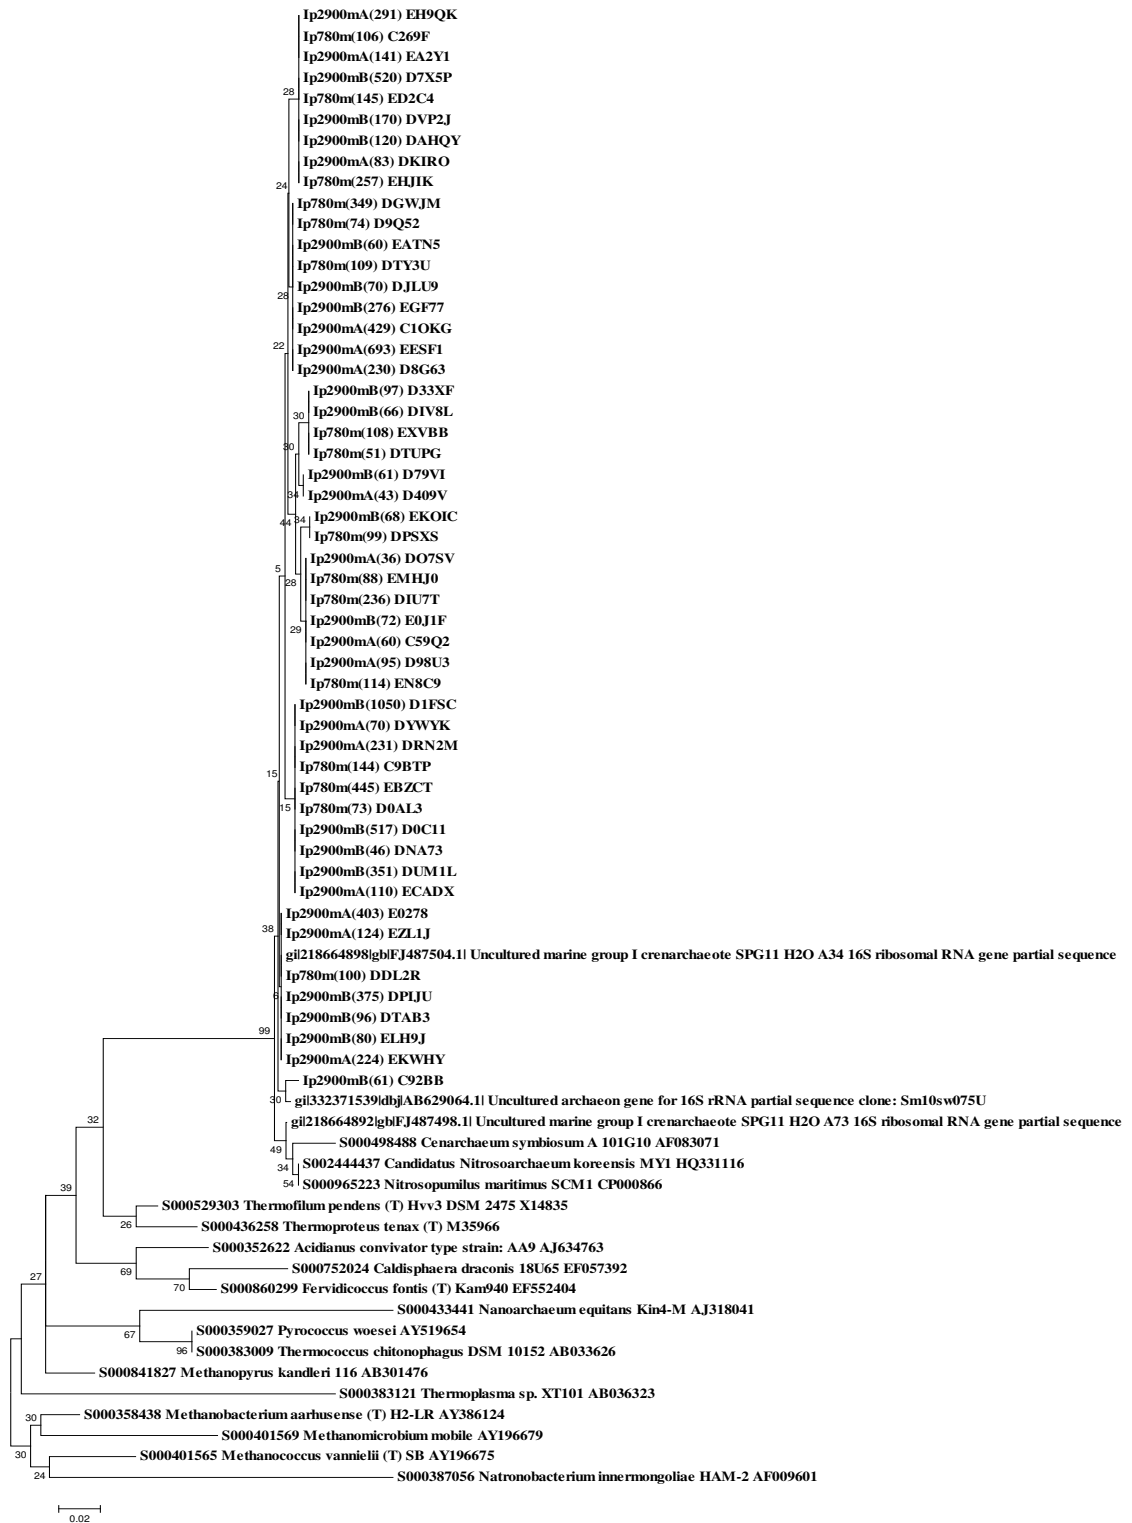 Ip2900mA(291) EH9QK
Ip780m(106) C269F
Ip2900mA(141) EA2Y1
Ip2900mB(520) D7X5P
28
Ip780m(145) ED2C4
Ip2900mB(170) DVP2J
Ip2900mB(120) DAHQY
Ip2900mA(83) DKIRO
Ip780m(257) EHJIK
24
Ip780m(349) DGWJM
Ip780m(74) D9Q52
Ip2900mB(60) EATN5
Ip780m(109) DTY3U
Ip2900mB(70) DJLU9
28
Ip2900mB(276) EGF77
Ip2900mA(429) C1OKG
22
Ip2900mA(693) EESF1
Ip2900mA(230) D8G63
Ip2900mB(97) D33XF
Ip2900mB(66) DIV8L
30
Ip780m(108) EXVBB
30
Ip780m(51) DTUPG
Ip2900mB(61) D79VI
34
Ip2900mA(43) D409V
Ip2900mB(68) EKOIC
44
34
Ip780m(99) DPSXS
Ip2900mA(36) DO7SV
5
28
Ip780m(88) EMHJ0
Ip780m(236) DIU7T
Ip2900mB(72) E0J1F
29
Ip2900mA(60) C59Q2
Ip2900mA(95) D98U3
Ip780m(114) EN8C9
Ip2900mB(1050) D1FSC
Ip2900mA(70) DYWYK
Ip2900mA(231) DRN2M
15
Ip780m(144) C9BTP
Ip780m(445) EBZCT
15
Ip780m(73) D0AL3
Ip2900mB(517) D0C11
Ip2900mB(46) DNA73
Ip2900mB(351) DUM1L
Ip2900mA(110) ECADX
Ip2900mA(403) E0278
38
Ip2900mA(124) EZL1J
gi|218664898|gb|FJ487504.1| Uncultured marine group I crenarchaeote SPG11 H2O A34 16S ribosomal RNA gene partial sequence
Ip780m(100) DDL2R
6
Ip2900mB(375) DPIJU
Ip2900mB(96) DTAB3
99
Ip2900mB(80) ELH9J
Ip2900mA(224) EKWHY
Ip2900mB(61) C92BB
30
gi|332371539|dbj|AB629064.1| Uncultured archaeon gene for 16S rRNA partial sequence clone: Sm10sw075U
32
gi|218664892|gb|FJ487498.1| Uncultured marine group I crenarchaeote SPG11 H2O A73 16S ribosomal RNA gene partial sequence
49
S000498488 Cenarchaeum symbiosum A 101G10 AF083071
34
S002444437 Candidatus Nitrosoarchaeum koreensis MY1 HQ331116
54
S000965223 Nitrosopumilus maritimus SCM1 CP000866
39
S000529303 Thermofilum pendens (T) Hvv3 DSM 2475 X14835
26
S000436258 Thermoproteus tenax (T) M35966
S000352622 Acidianus convivator type strain: AA9 AJ634763
69
S000752024 Caldisphaera draconis 18U65 EF057392
27
70
S000860299 Fervidicoccus fontis (T) Kam940 EF552404
S000433441 Nanoarchaeum equitans Kin4-M AJ318041
67
S000359027 Pyrococcus woesei AY519654
96
S000383009 Thermococcus chitonophagus DSM 10152 AB033626
S000841827 Methanopyrus kandleri 116 AB301476
S000383121 Thermoplasma sp. XT101 AB036323
30
S000358438 Methanobacterium aarhusense (T) H2-LR AY386124
S000401569 Methanomicrobium mobile AY196679
30
S000401565 Methanococcus vannielii (T) SB AY196675
24
S000387056 Natronobacterium innermongoliae HAM-2 AF009601
0.02